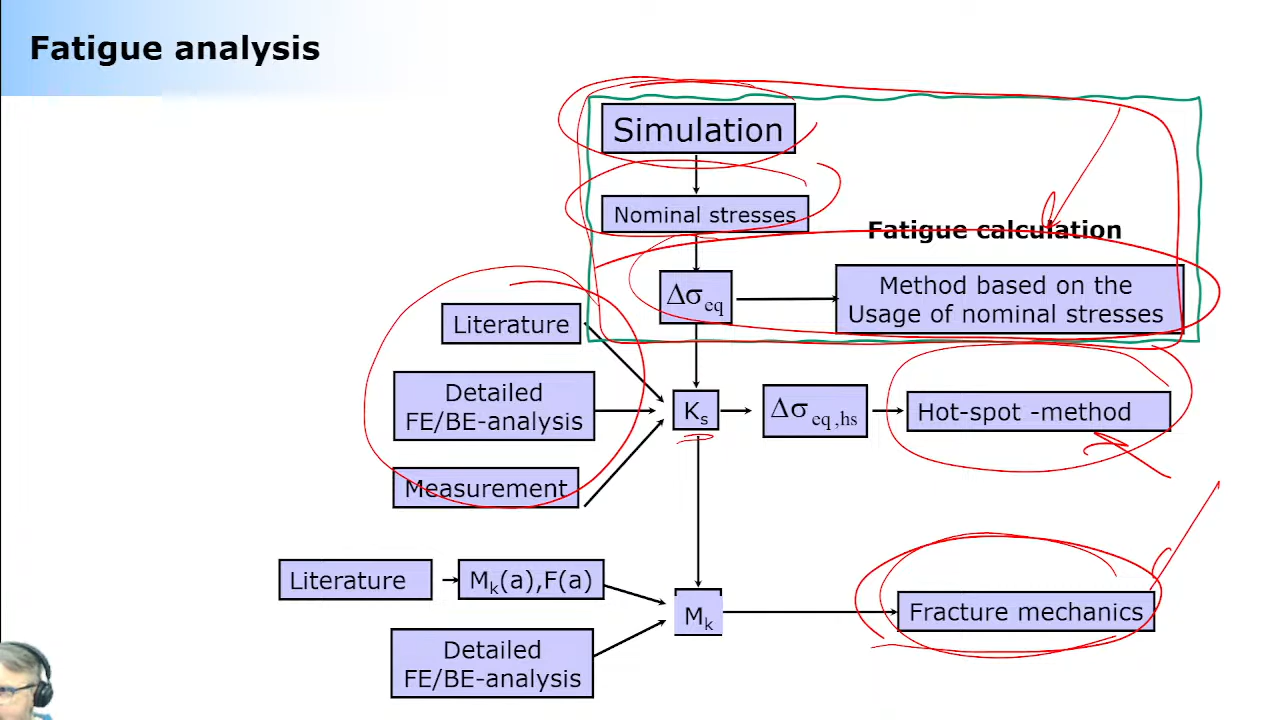 Fatigue analysis
Simulation
Nominal stresses
Fatigue calculation
Δσeq
Method based on the
Usage of nominal stresses
Literature
Detailed
FE/BE-analysis
Measurement
Ks
Δσeq,hs
Hot-spot -method
Literature
Mk(a),F(a)
Mk
Fracture mechanics
Detailed
FE/BE-analysis